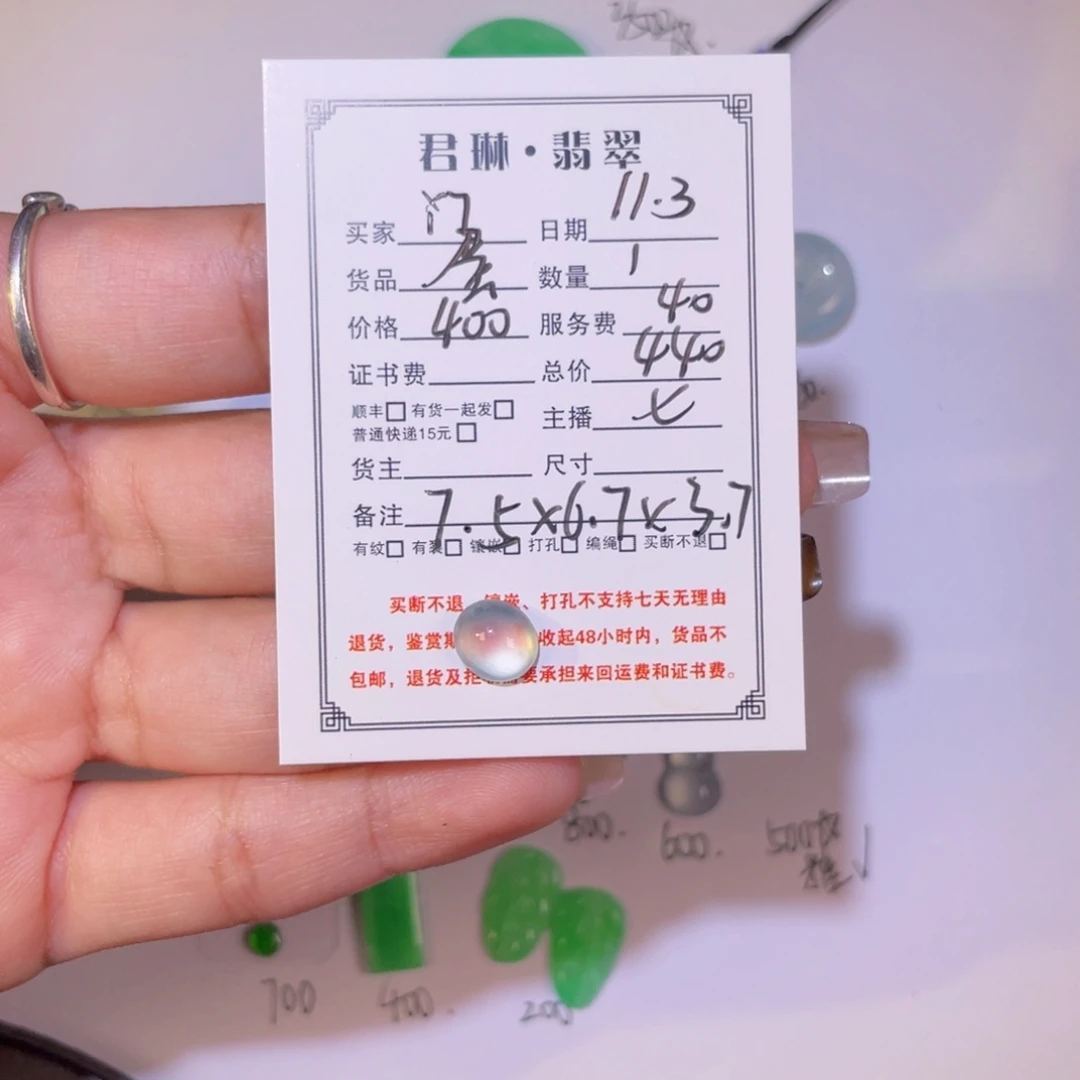 君琳·翡翠
买家 日期 11.3
货品 蛋 数量 1
价格 400 服务费 40
证书费 总价 440
顺丰□ 有货一起发□ 主播 七
普通快递15元□
货主 尺寸
备注 7.5×6.7×3.7
有纹□ 有裂□ 镶嵌□ 打孔□ 编绳□ 买断不退□
买断不退 镶嵌、打孔不支持七天无理由
退货，鉴赏期 收起48小时内，货品不
包邮，退货及拒 需要承担来回运费和证书费。
800. 600. 500
700 400. 200